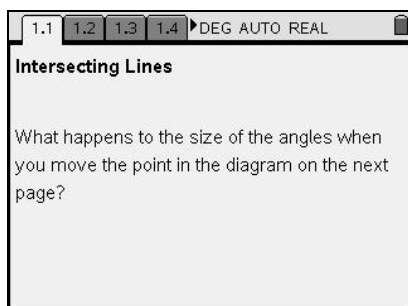 1.1 1.2 1.3 1.4 DEG AUTO REAL
Intersecting Lines
What happens to the size of the angles when
you move the point in the diagram on the next
page?